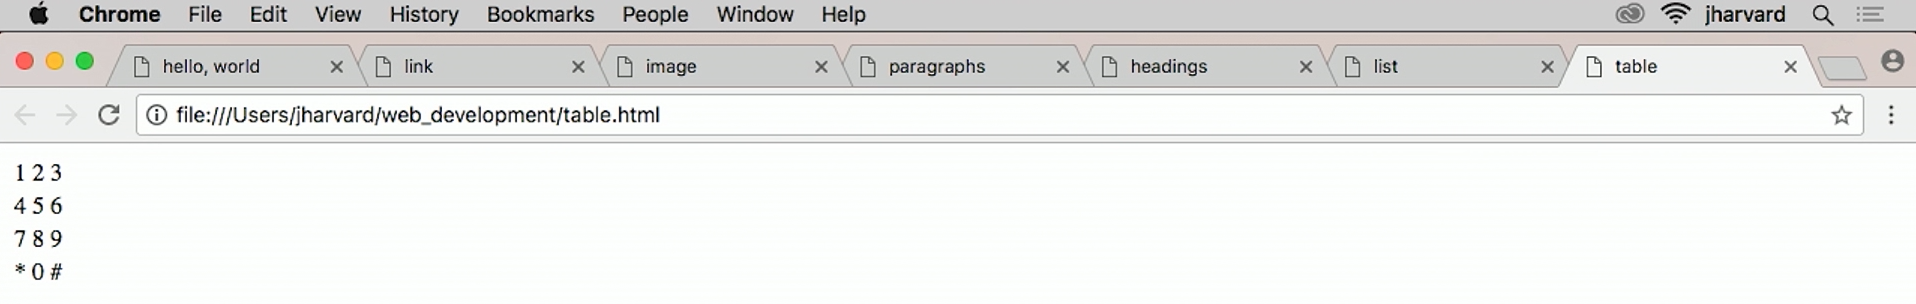 Chrome File Edit View History Bookmarks People Window Help jharvard
hello, world link image paragraphs headings list table
file:///Users/jharvard/web_development/table.html
1 2 3
4 5 6
7 8 9
* 0 #